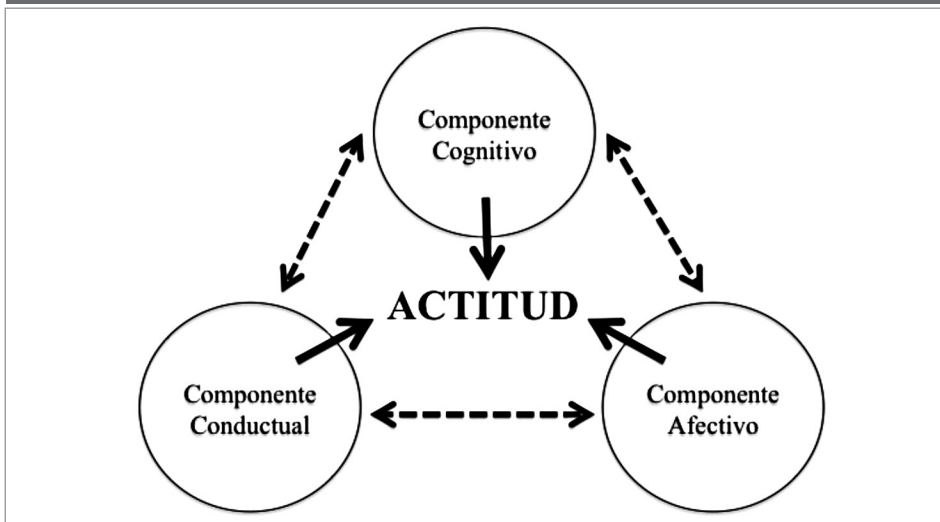 Componente
Cognitivo
ACTITUD
Componente
Conductual
Componente
Afectivo